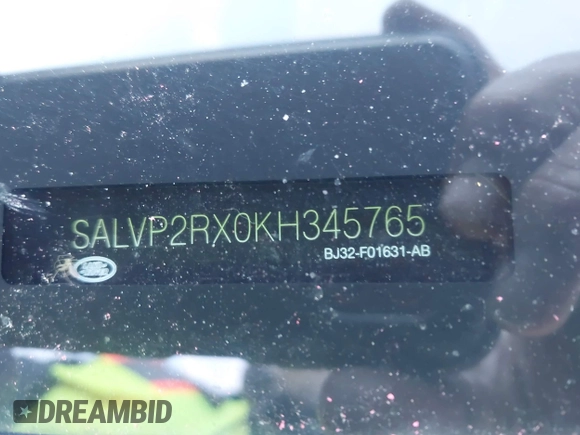 SALVP2RX0KH345765
BJ32-F01631-AB
DREAMBID